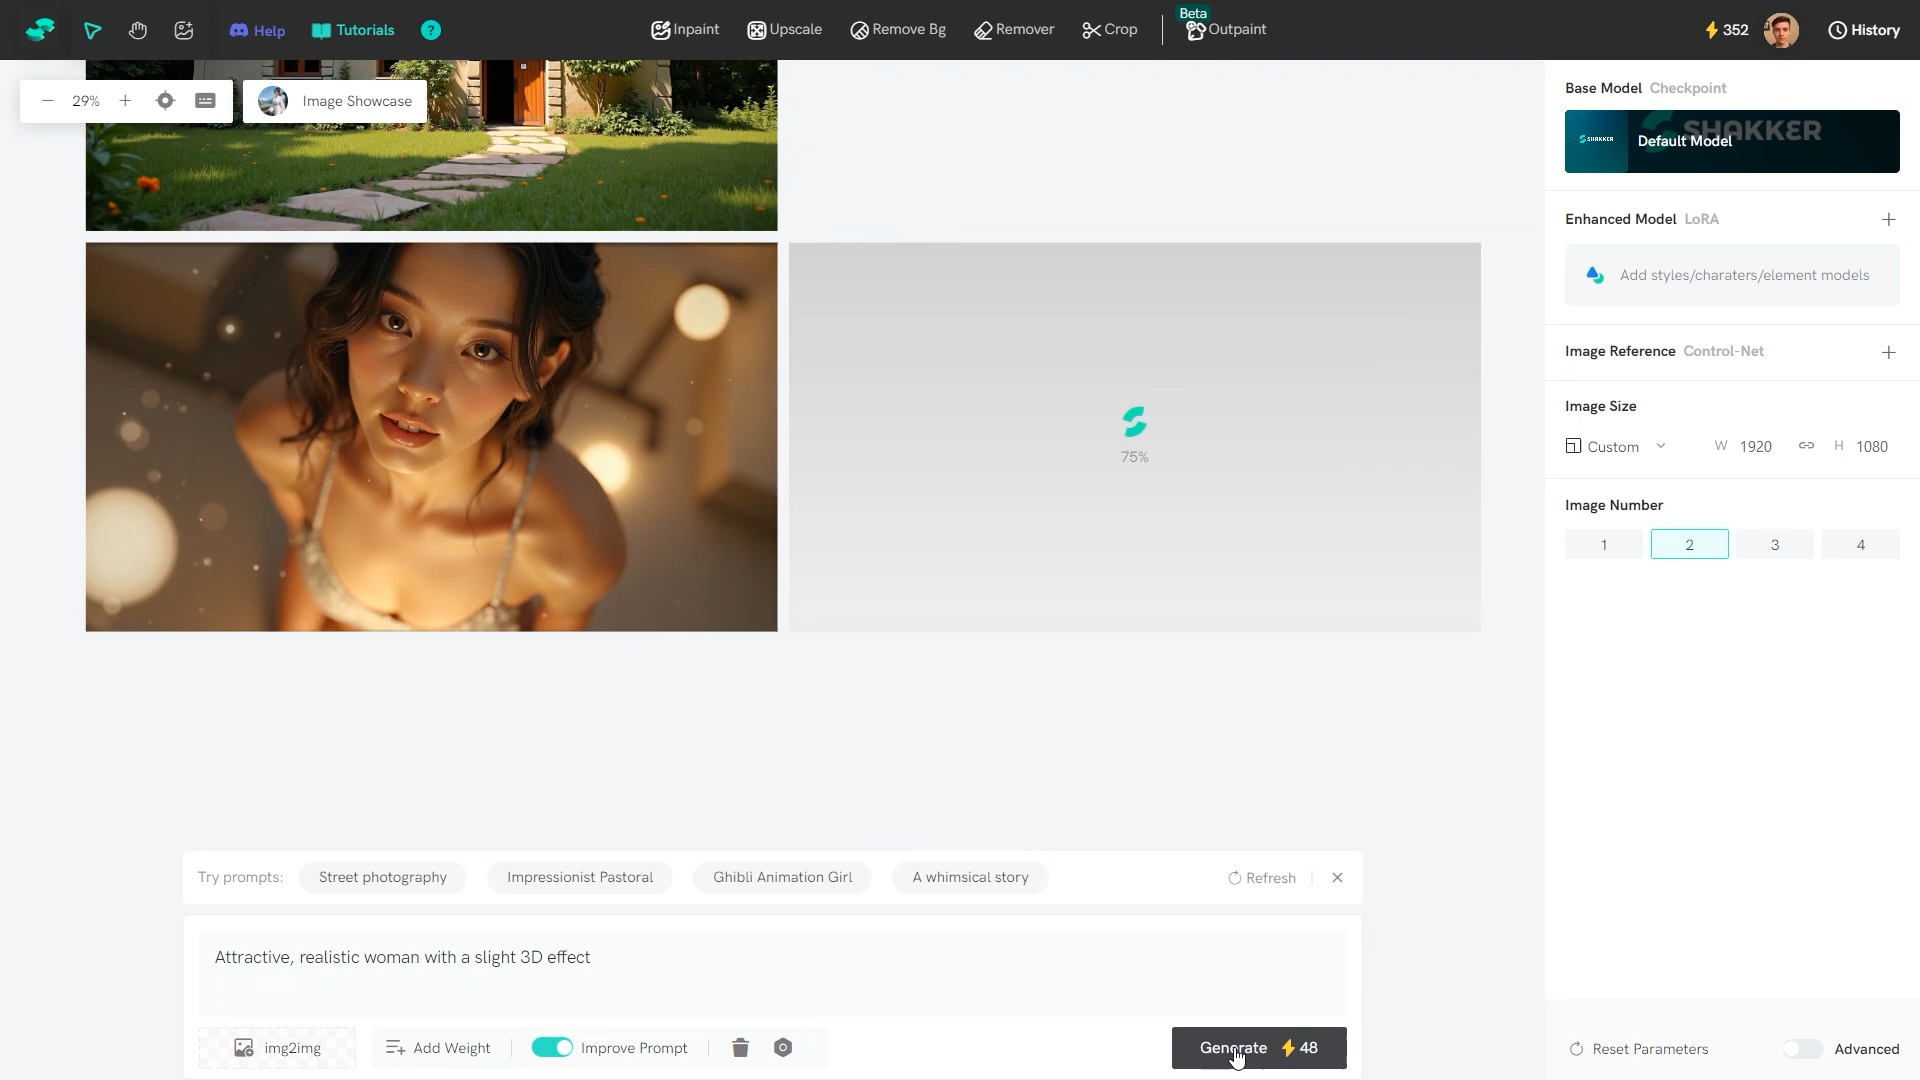 Help
Tutorials
?
Inpaint
Upscale
Remove Bg
Remover
Crop
Beta
Outpaint
352
History
29%
Image Showcase
Base Model Checkpoint
SHAKKER
SHAKKER
Default Model
Enhanced Model LoRA
Add styles/charaters/element models
Image Reference Control-Net
Image Size
Custom W 1920 H 1080
Image Number
1 2 3 4
75%
Try prompts: Street photography Impressionist Pastoral Ghibli Animation Girl A whimsical story Refresh
Attractive, realistic woman with a slight 3D effect
img2img Add Weight Improve Prompt Generate 48
Reset Parameters Advanced